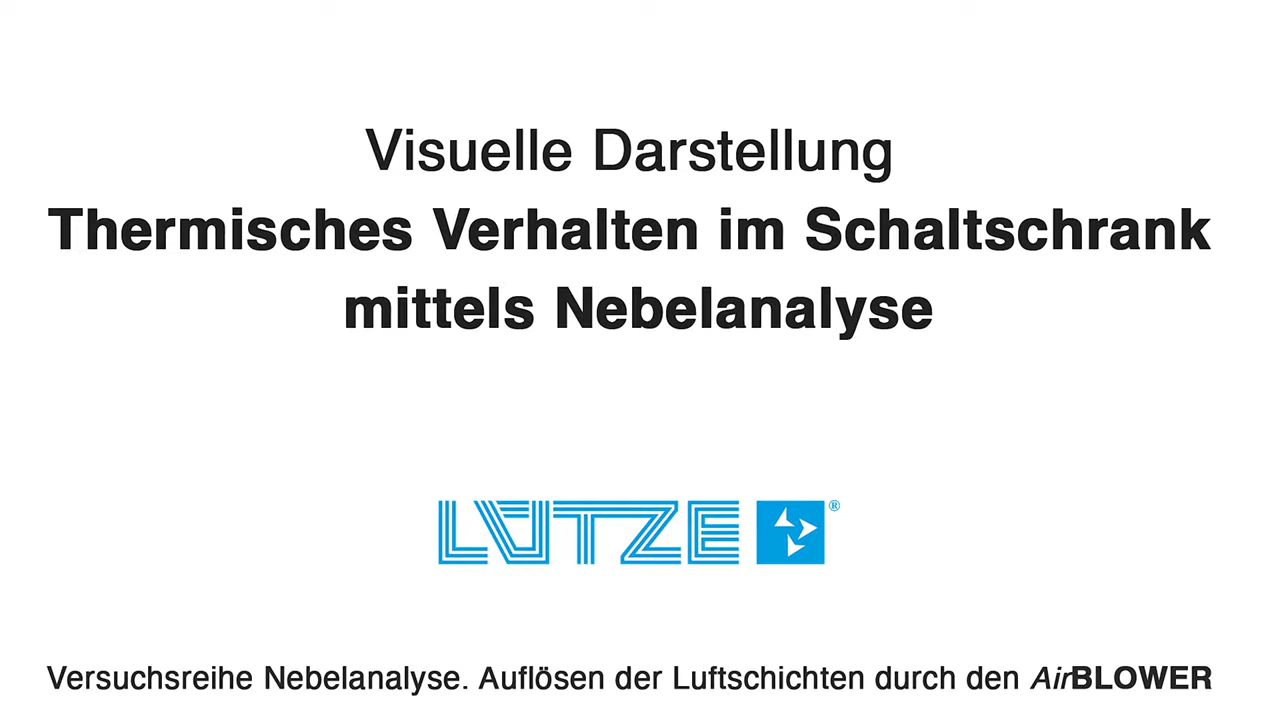 Visuelle Darstellung
Thermisches Verhalten im Schaltschrank
mittels Nebelanalyse
LÜTZE ®
Versuchsreihe Nebelanalyse. Auflösen der Luftschichten durch den AirBLOWER